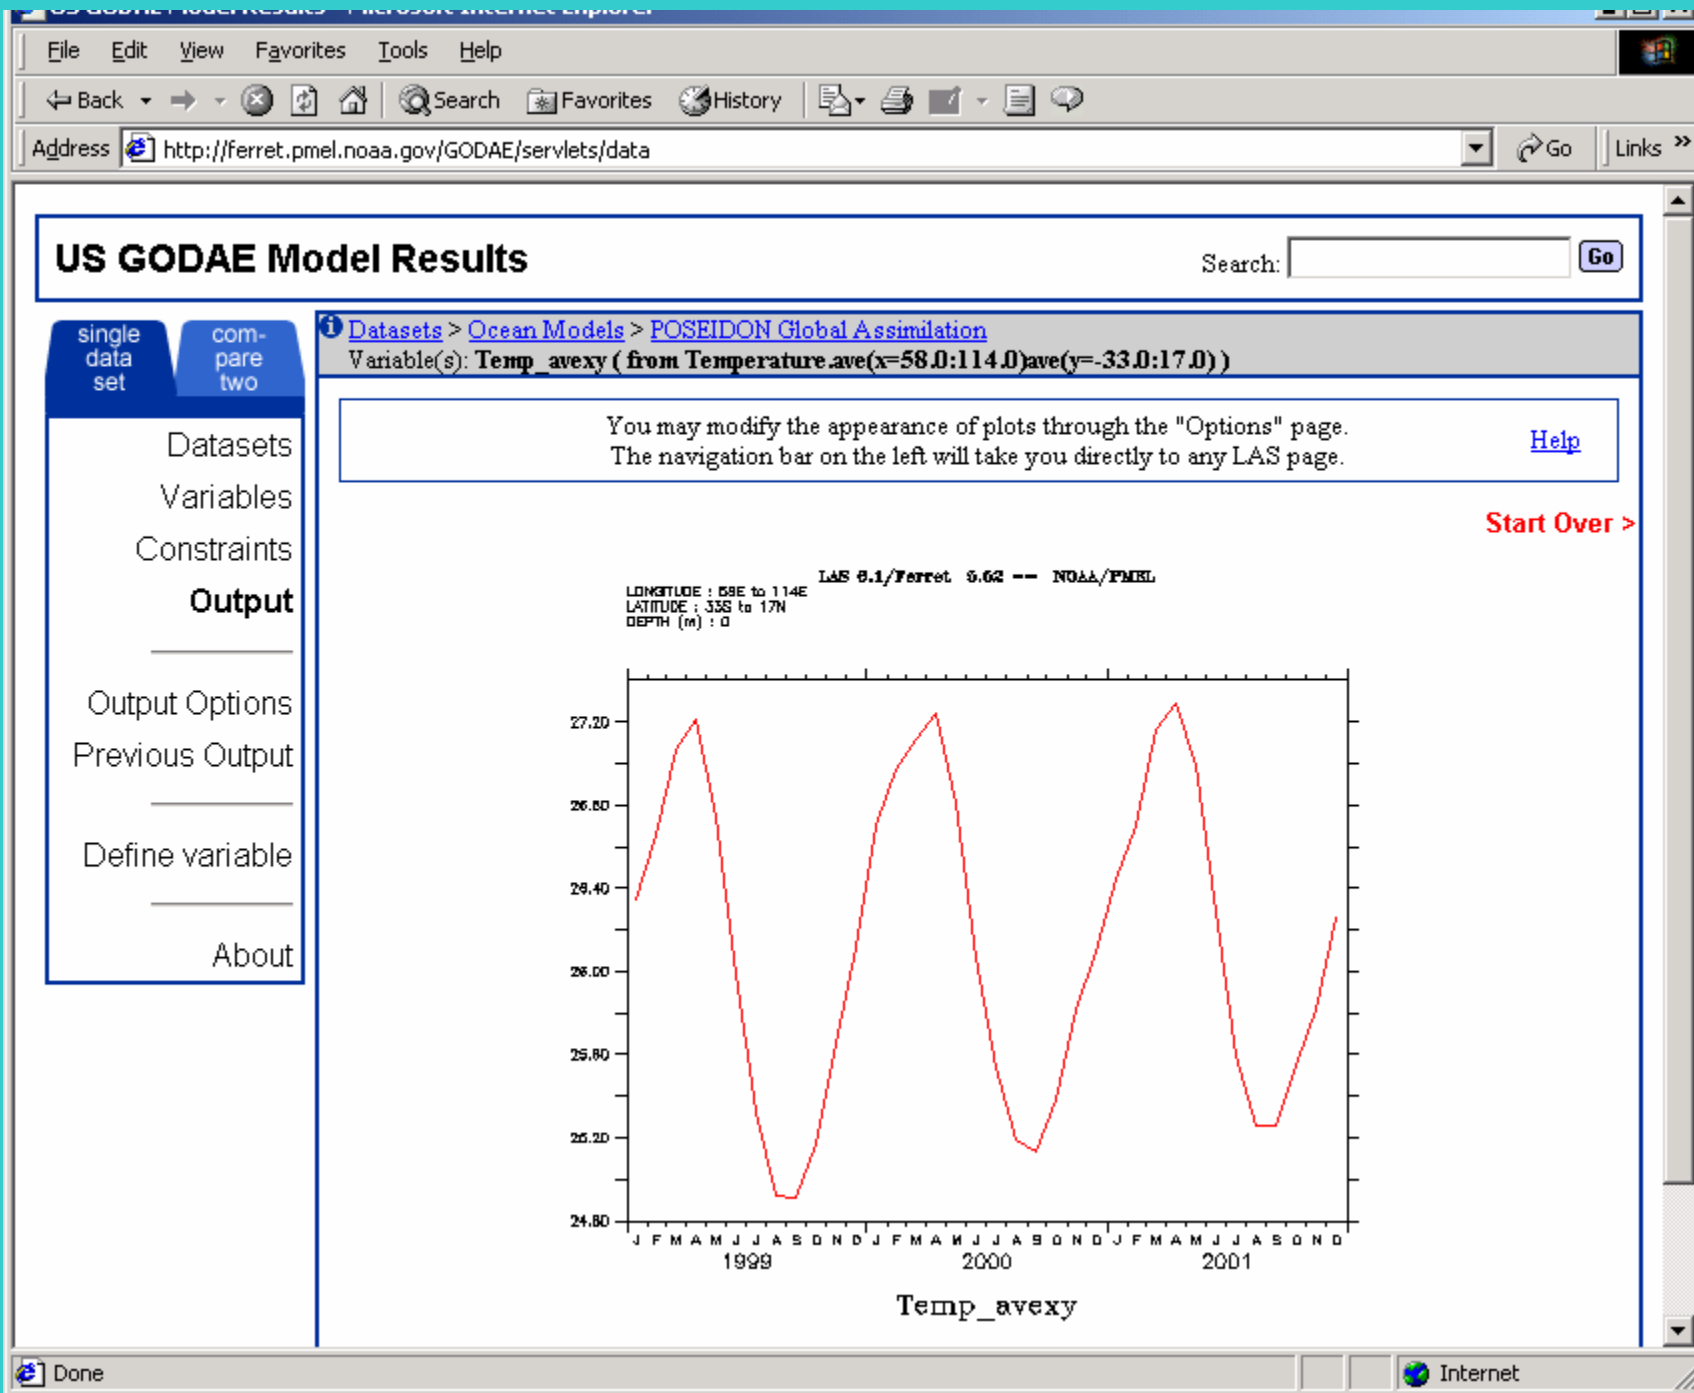 File Edit View Favorites Tools Help
Back Search Favorites History
Address http://ferret.pmel.noaa.gov/GODAE/servlets/data Go Links »
US GODAE Model Results
Search: Go
single data set
com-pare two
Datasets > Ocean Models > POSEIDON Global Assimilation
Variable(s): Temp_avexy ( from Temperature.ave(x=58.0:114.0)ave(y=-33.0:17.0) )
You may modify the appearance of plots through the "Options" page.
The navigation bar on the left will take you directly to any LAS page.
Help
Start Over >
Datasets
Variables
Constraints
Output
Output Options
Previous Output
Define variable
About
LAS 6.1/Ferret NOAA/PMEL
LONGITUDE : 58E to 114E
LATITUDE : 33S to 17N
DEPTH (m) : 0
27.20
26.80
26.40
26.00
25.60
25.20
24.80
J F M A M J J A S O N D J F M A M J J A S O N D J F M A M J J A S O N D
1999 2000 2001
Temp_avexy
Done Internet